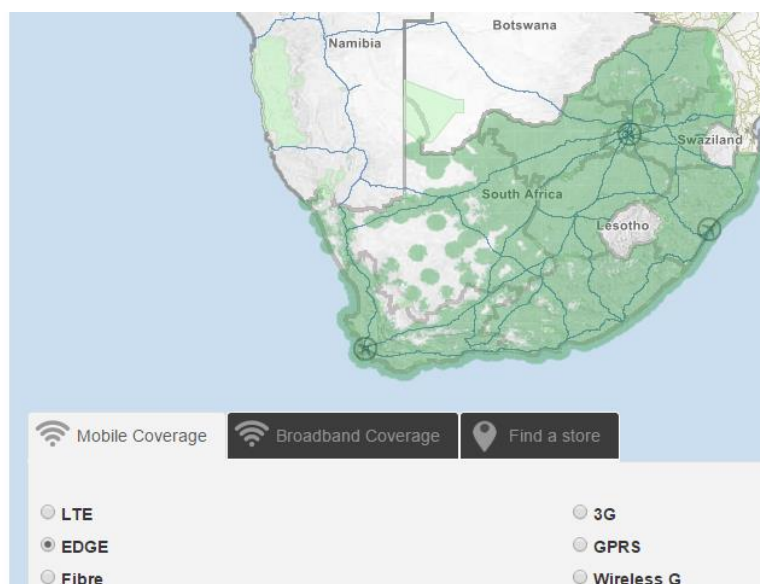 Botswana
Namibia
Swaziland
South Africa
Lesotho
Mobile Coverage
Broadband Coverage
Find a store
LTE
3G
EDGE
GPRS
Fibre
Wireless G